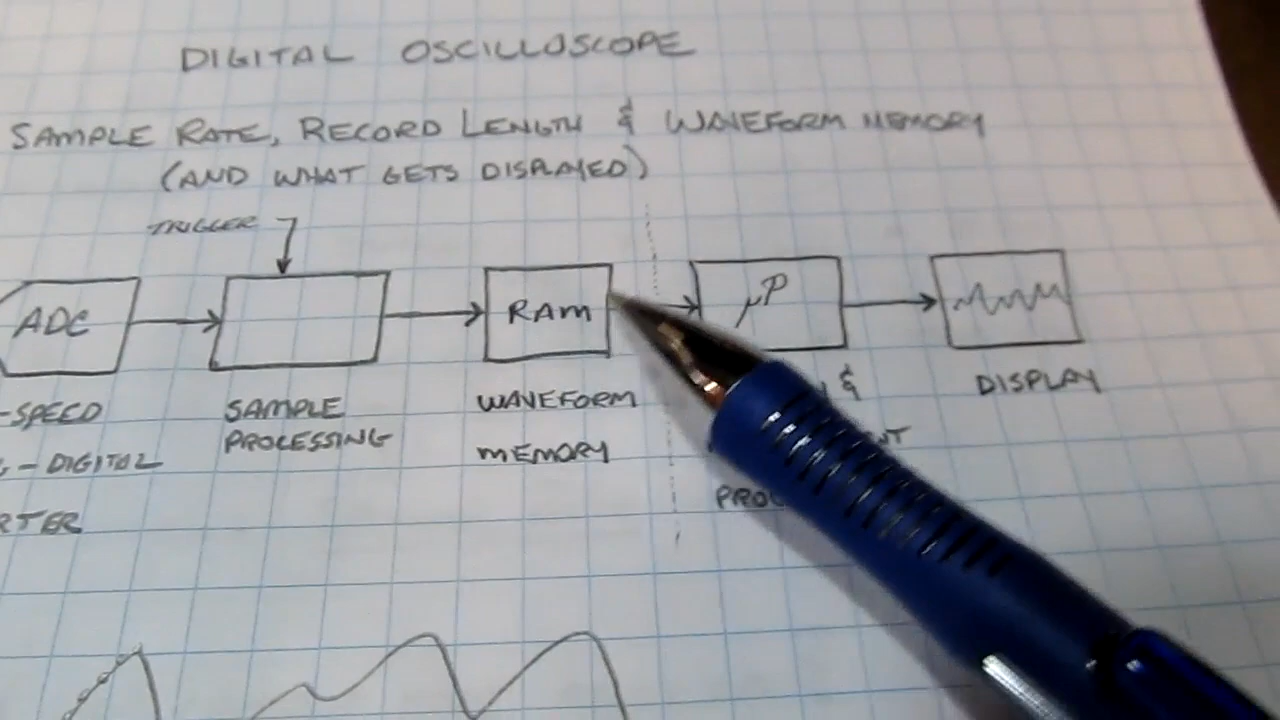 DIGITAL OSCILLOSCOPE
SAMPLE RATE, RECORD LENGTH & WAVEFORM MEMORY
(AND WHAT GETS DISPLAYED)
TRIGGER
ADC
RAM
μP
-SPEED
- DIGITAL
RTER
SAMPLE
PROCESSING
WAVEFORM
MEMORY
&
DISPLAY